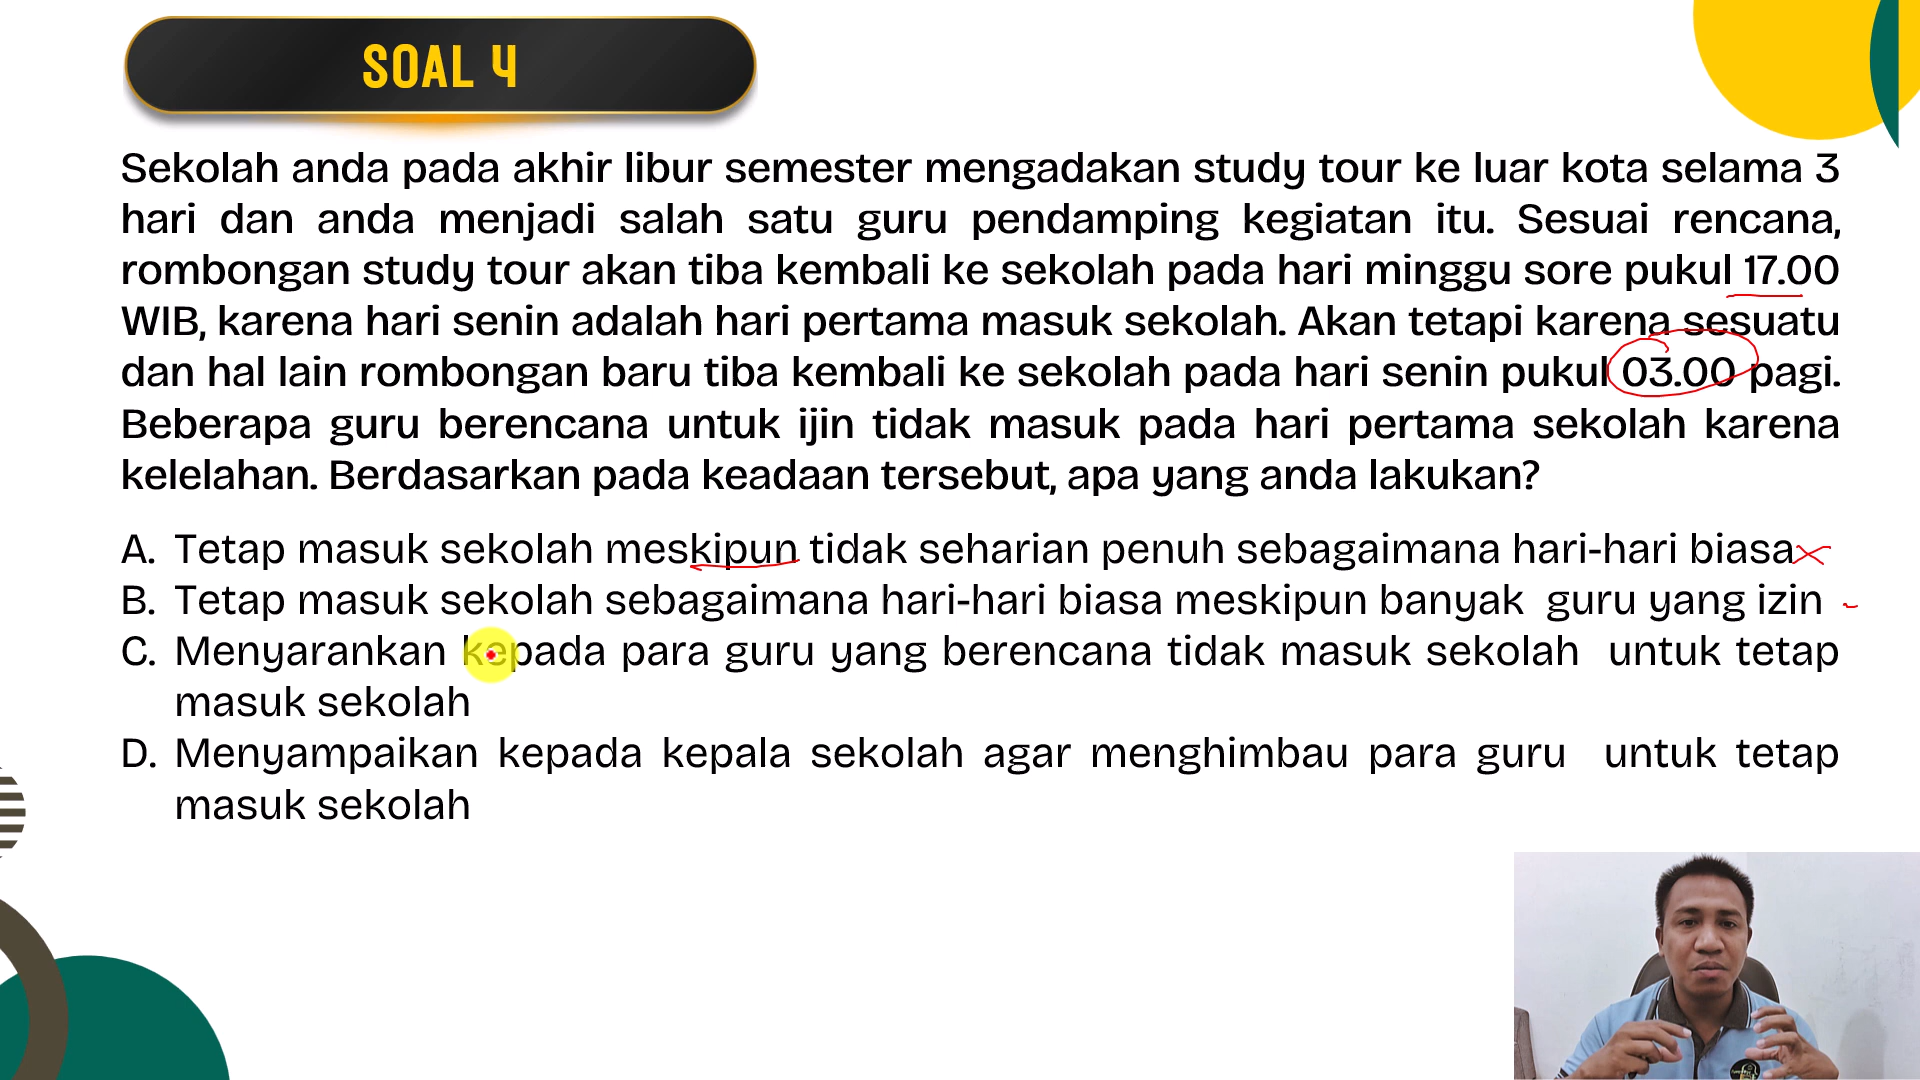 SOAL 4
Sekolah anda pada akhir libur semester mengadakan study tour ke luar kota selama 3
hari dan anda menjadi salah satu guru pendamping kegiatan itu. Sesuai rencana,
rombongan study tour akan tiba kembali ke sekolah pada hari minggu sore pukul 17.00
WIB, karena hari senin adalah hari pertama masuk sekolah. Akan tetapi karena sesuatu
dan hal lain rombongan baru tiba kembali ke sekolah pada hari senin pukul 03.00 pagi.
Beberapa guru berencana untuk ijin tidak masuk pada hari pertama sekolah karena
kelelahan. Berdasarkan pada keadaan tersebut, apa yang anda lakukan?
A. Tetap masuk sekolah meskipun tidak seharian penuh sebagaimana hari-hari biasa
B. Tetap masuk sekolah sebagaimana hari-hari biasa meskipun banyak guru yang izin
C. Menyarankan kepada para guru yang berencana tidak masuk sekolah untuk tetap
masuk sekolah
D. Menyampaikan kepada kepala sekolah agar menghimbau para guru untuk tetap
masuk sekolah